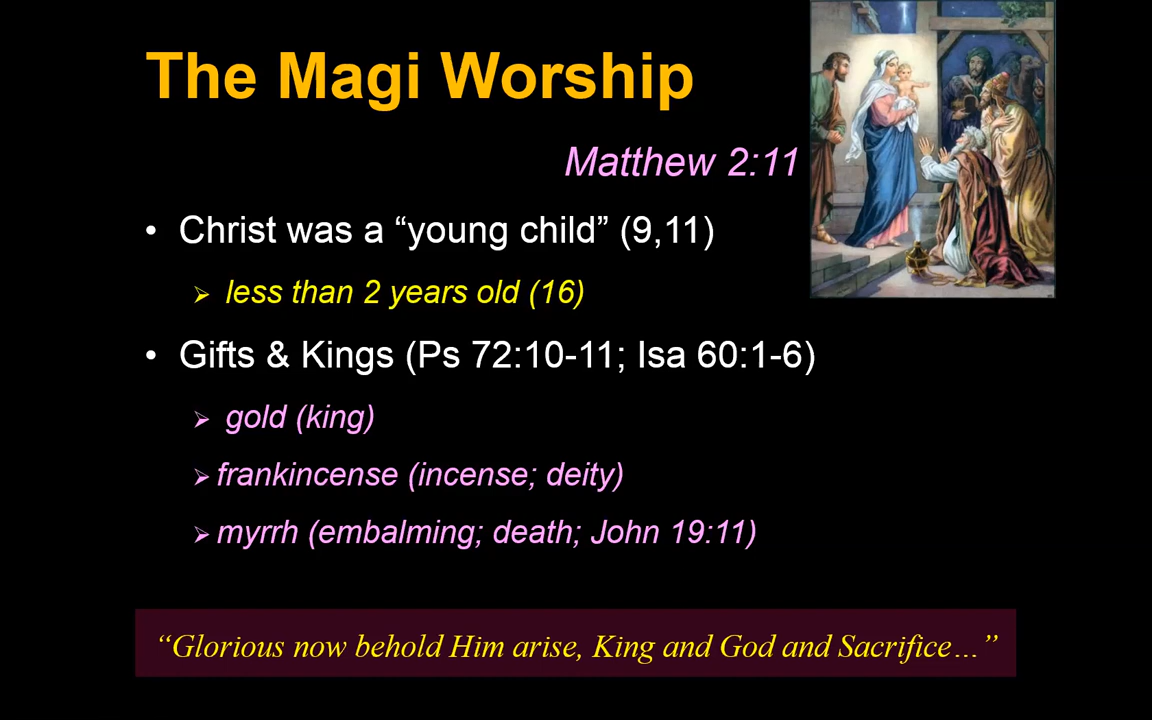 The Magi Worship
Matthew 2:11
• Christ was a “young child” (9,11)
➢ less than 2 years old (16)
• Gifts & Kings (Ps 72:10-11; Isa 60:1-6)
➢ gold (king)
➢ frankincense (incense; deity)
➢ myrrh (embalming; death; John 19:11)
“Glorious now behold Him arise, King and God and Sacrifice…”